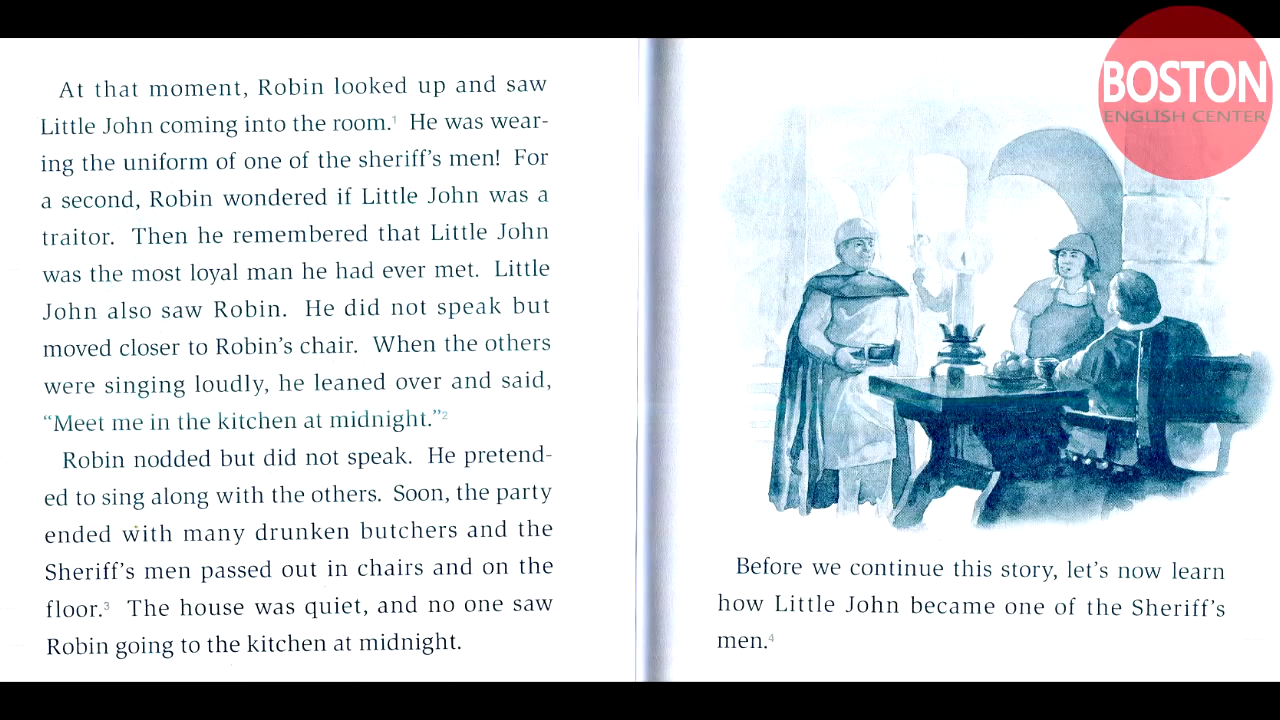 At that moment, Robin looked up and saw
Little John coming into the room.¹ He was wear-
ing the uniform of one of the sheriff's men! For
a second, Robin wondered if Little John was a
traitor. Then he remembered that Little John
was the most loyal man he had ever met. Little
John also saw Robin. He did not speak but
moved closer to Robin's chair. When the others
were singing loudly, he leaned over and said,
"Meet me in the kitchen at midnight."²
Robin nodded but did not speak. He pretend-
ed to sing along with the others. Soon, the party
ended with many drunken butchers and the
Sheriff's men passed out in chairs and on the
floor.³ The house was quiet, and no one saw
Robin going to the kitchen at midnight.
Before we continue this story, let's now learn
how Little John became one of the Sheriff's
men.⁴
BOSTON
ENGLISH CENTER